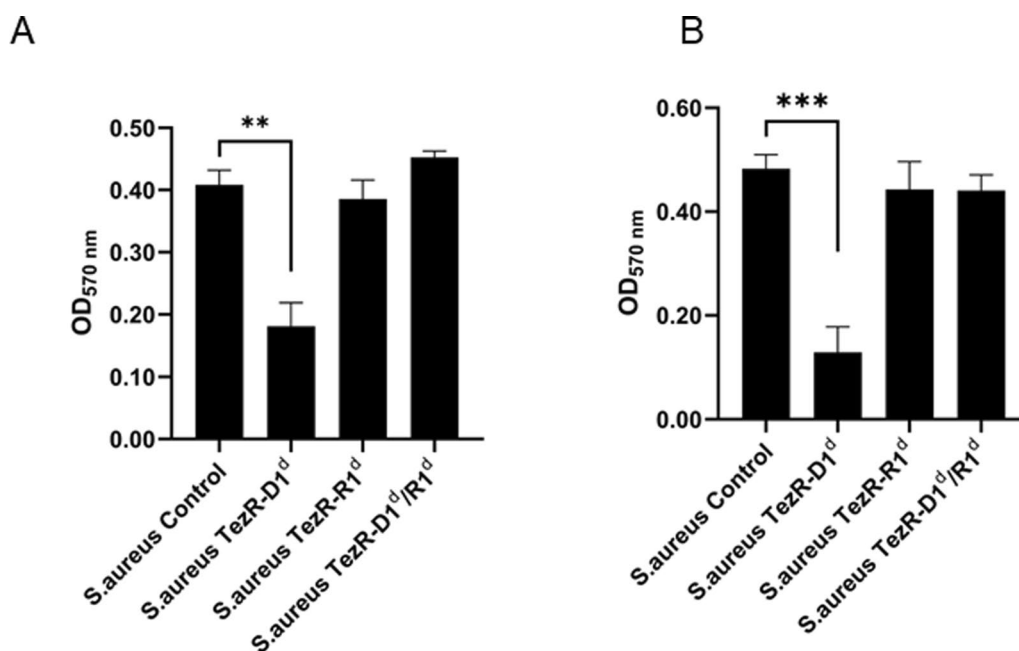 A
**
0.50
0.40
0.30
0.20
0.10
0.00
OD570 nm
S.aureus Control
S.aureus TezR-D1d
S.aureus TezR-R1d
S.aureus TezR-D1d/R1d
B
***
0.60
0.40
0.20
0.00
OD570 nm
S.aureus Control
S.aureus TezR-D1d
S.aureus TezR-R1d
S.aureus TezR-D1d/R1d